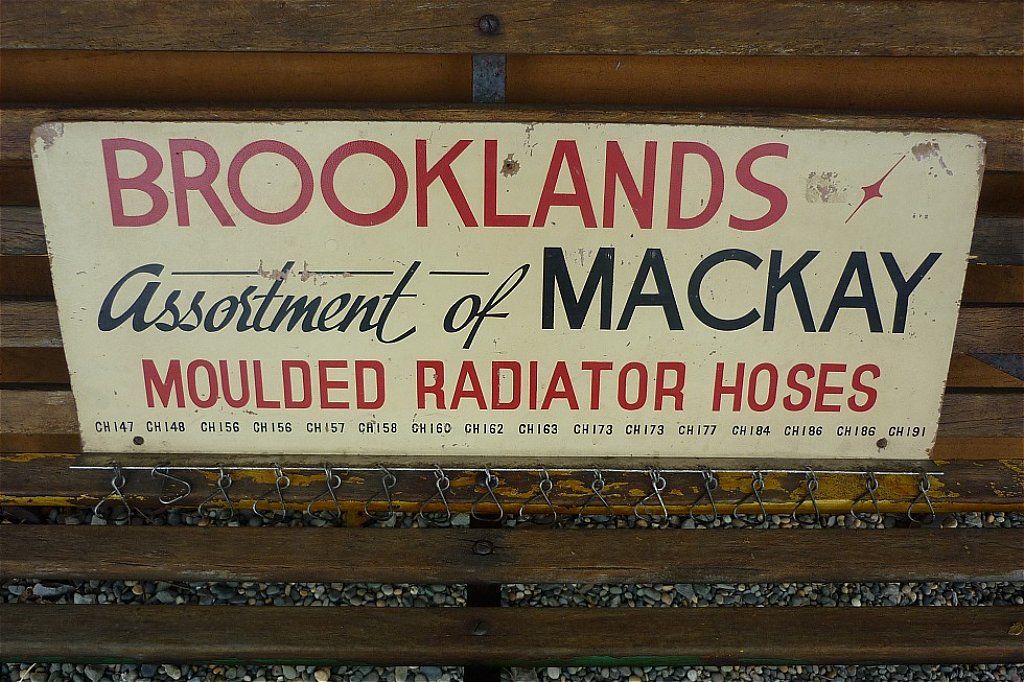 BROOKLANDS
Assortment of MACKAY
MOULDED RADIATOR HOSES
CH147 CH148 CH156 CH156 CH157 CH158 CH160 CH162 CH163 CH173 CH173 CH177 CH184 CH186 CH186 CH191